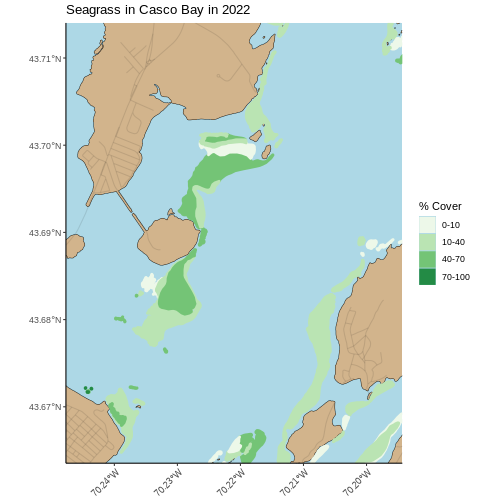 Seagrass in Casco Bay in 2022
43.71°N
43.70°N
43.69°N
43.68°N
43.67°N
70.24°W
70.23°W
70.22°W
70.21°W
70.20°W
% Cover
0-10
10-40
40-70
70-100